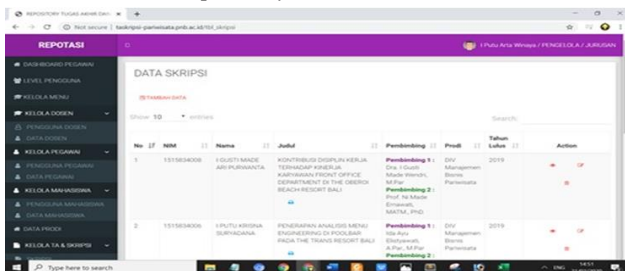 REPOSITORY TUGAS AKHIR DAN
Not secure | taskripsi-pariwisata.pnb.ac.id/tbl_skripsi
REPOTASI
I Putu Arta Winaya / PENGELOLA / JURUSAN
DASHBOARD PEGAWAI
LEVEL PENGGUNA
KELOLA MENU
KELOLA DOSEN
PENGGUNA DOSEN
DATA DOSEN
KELOLA PEGAWAI
PENGGUNA PEGAWAI
DATA PEGAWAI
KELOLA MAHASISWA
PENGGUNA MAHASISWA
DATA MAHASISWA
DATA PRODI
KELOLA TA & SKRIPSI
DATA SKRIPSI
TAMBAH DATA
Show 10 entries
Search:
No NIM Nama Judul Pembimbing Prodi Tahun Lulus Action
1 1515834008 I GUSTI MADE ARI PURWANTA
KONTRIBUSI DISIPLIN KERJA
TERHADAP KINERJA
KARYAWAN FRONT OFFICE
DEPARTMENT DI THE OBEROI
BEACH RESORT BALI
Pembimbing 1 :
Dra. I Gusti
Made Wendri,
M.Par
Pembimbing 2 :
Prof. Ni Made
Ernawati,
MATM., PhD
DIV
Manajemen
Bisnis
Pariwisata
2019
2 1515834006 I PUTU KRISNA SURYADANA
PENERAPAN ANALISIS MENU
ENGINEERING DI POOLBAR
PADA THE TRANS RESORT BALI
Pembimbing 1 :
Ida Ayu
Elistyawati,
A.Par., M.Par
Pembimbing 2 :
DIV
Manajemen
Bisnis
Pariwisata
2019
Type here to search
ENG
14:51